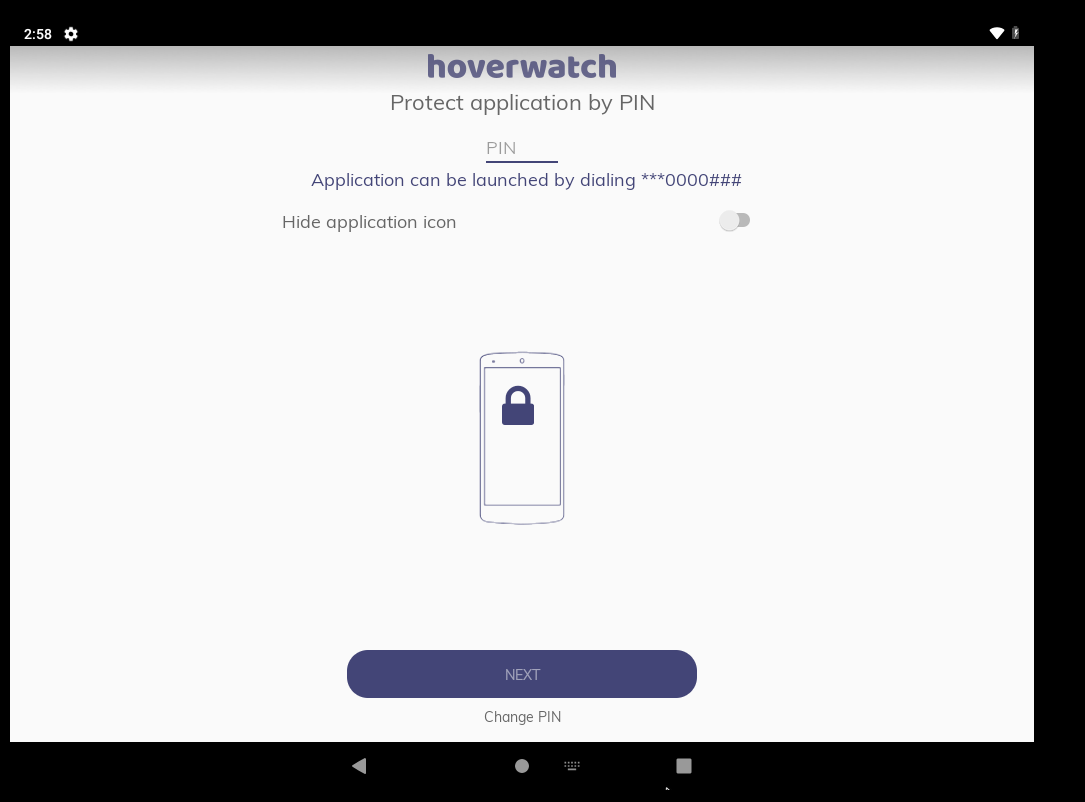 2:58
hoverwatch
Protect application by PIN
PIN
Application can be launched by dialing ***0000###
Hide application icon
NEXT
Change PIN